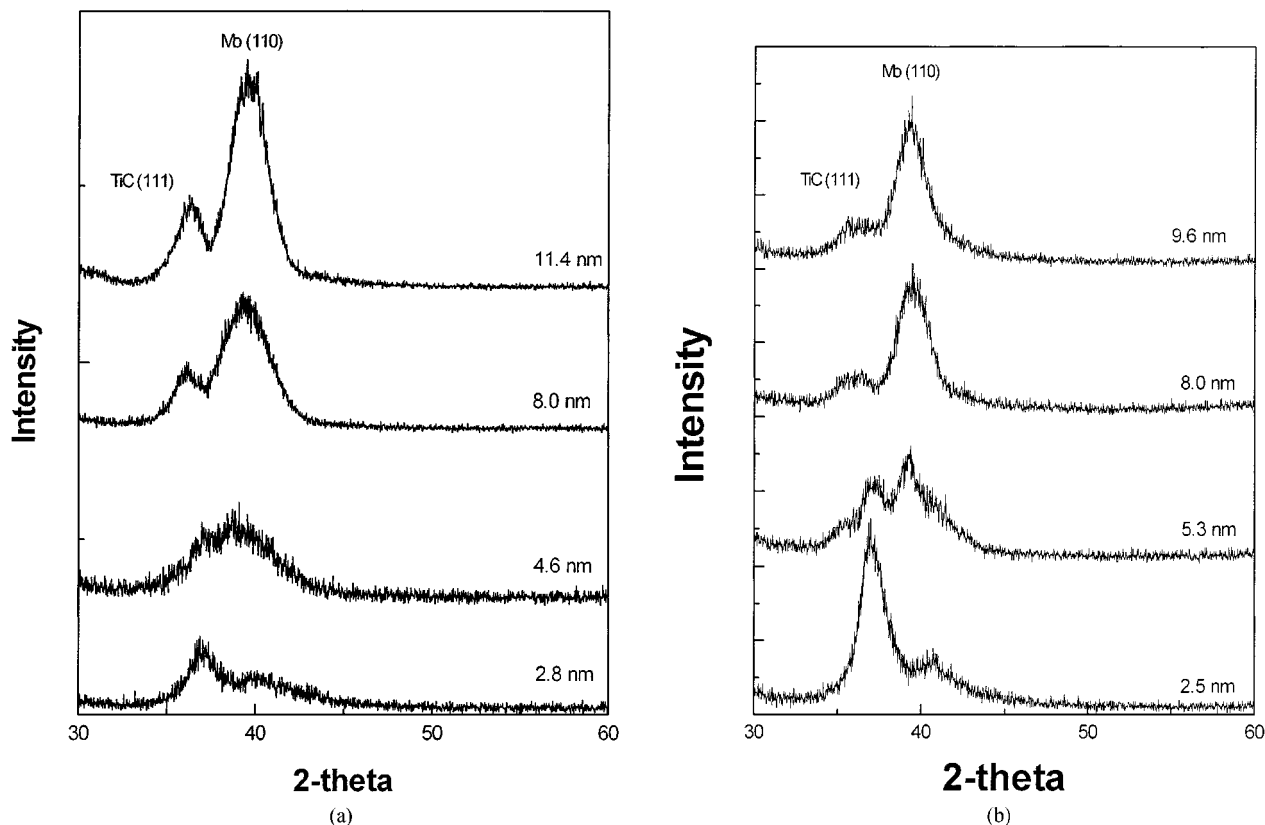 Mo (110)
TiC (111)
11.4 nm
8.0 nm
4.6 nm
2.8 nm
Intensity
30
40
50
60
2-theta
(a)
Mo (110)
TiC (111)
9.6 nm
8.0 nm
5.3 nm
2.5 nm
Intensity
30
40
50
60
2-theta
(b)